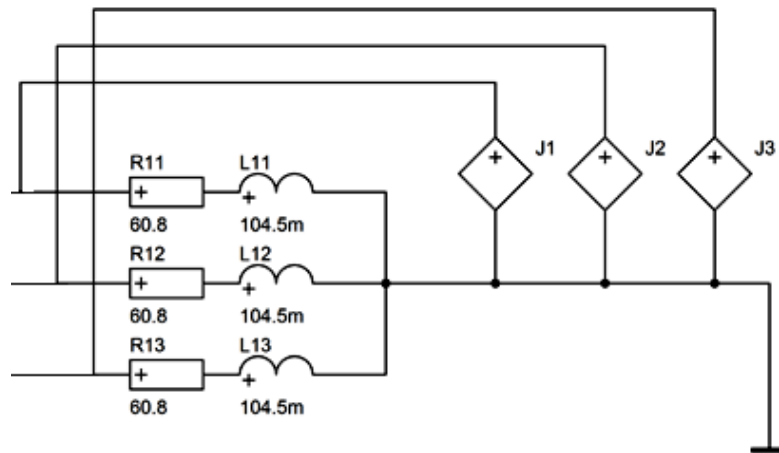 J1
J2
J3
R11
L11
+
+
+
+
+
60.8
104.5m
R12
L12
+
+
60.8
104.5m
R13
L13
+
+
60.8
104.5m